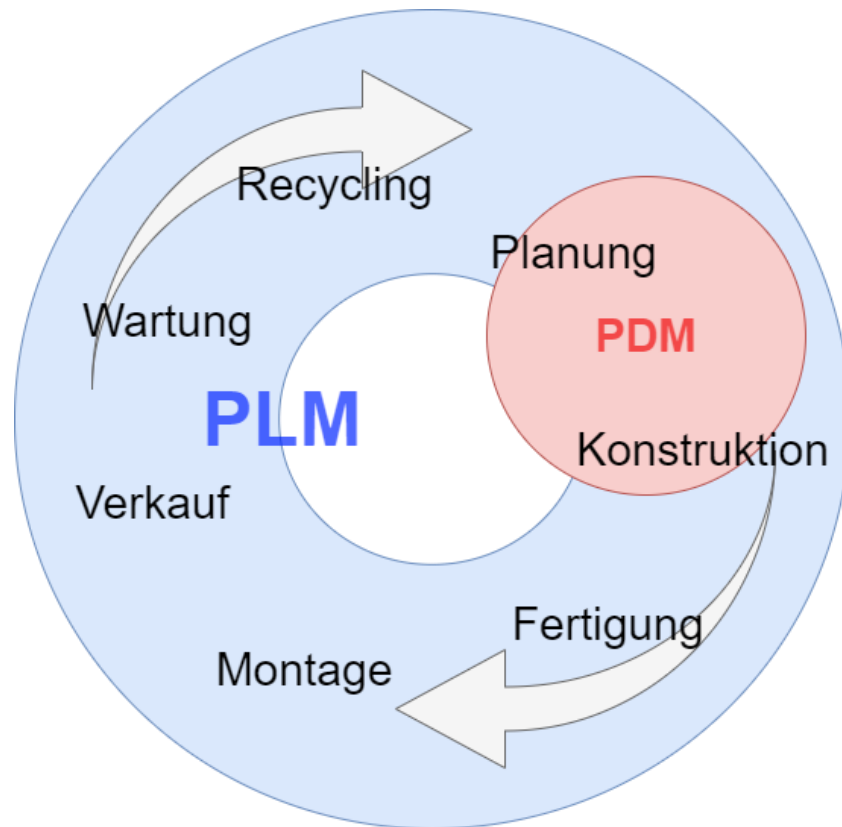 Recycling
Planung
Wartung
PDM
PLM
Konstruktion
Verkauf
Fertigung
Montage